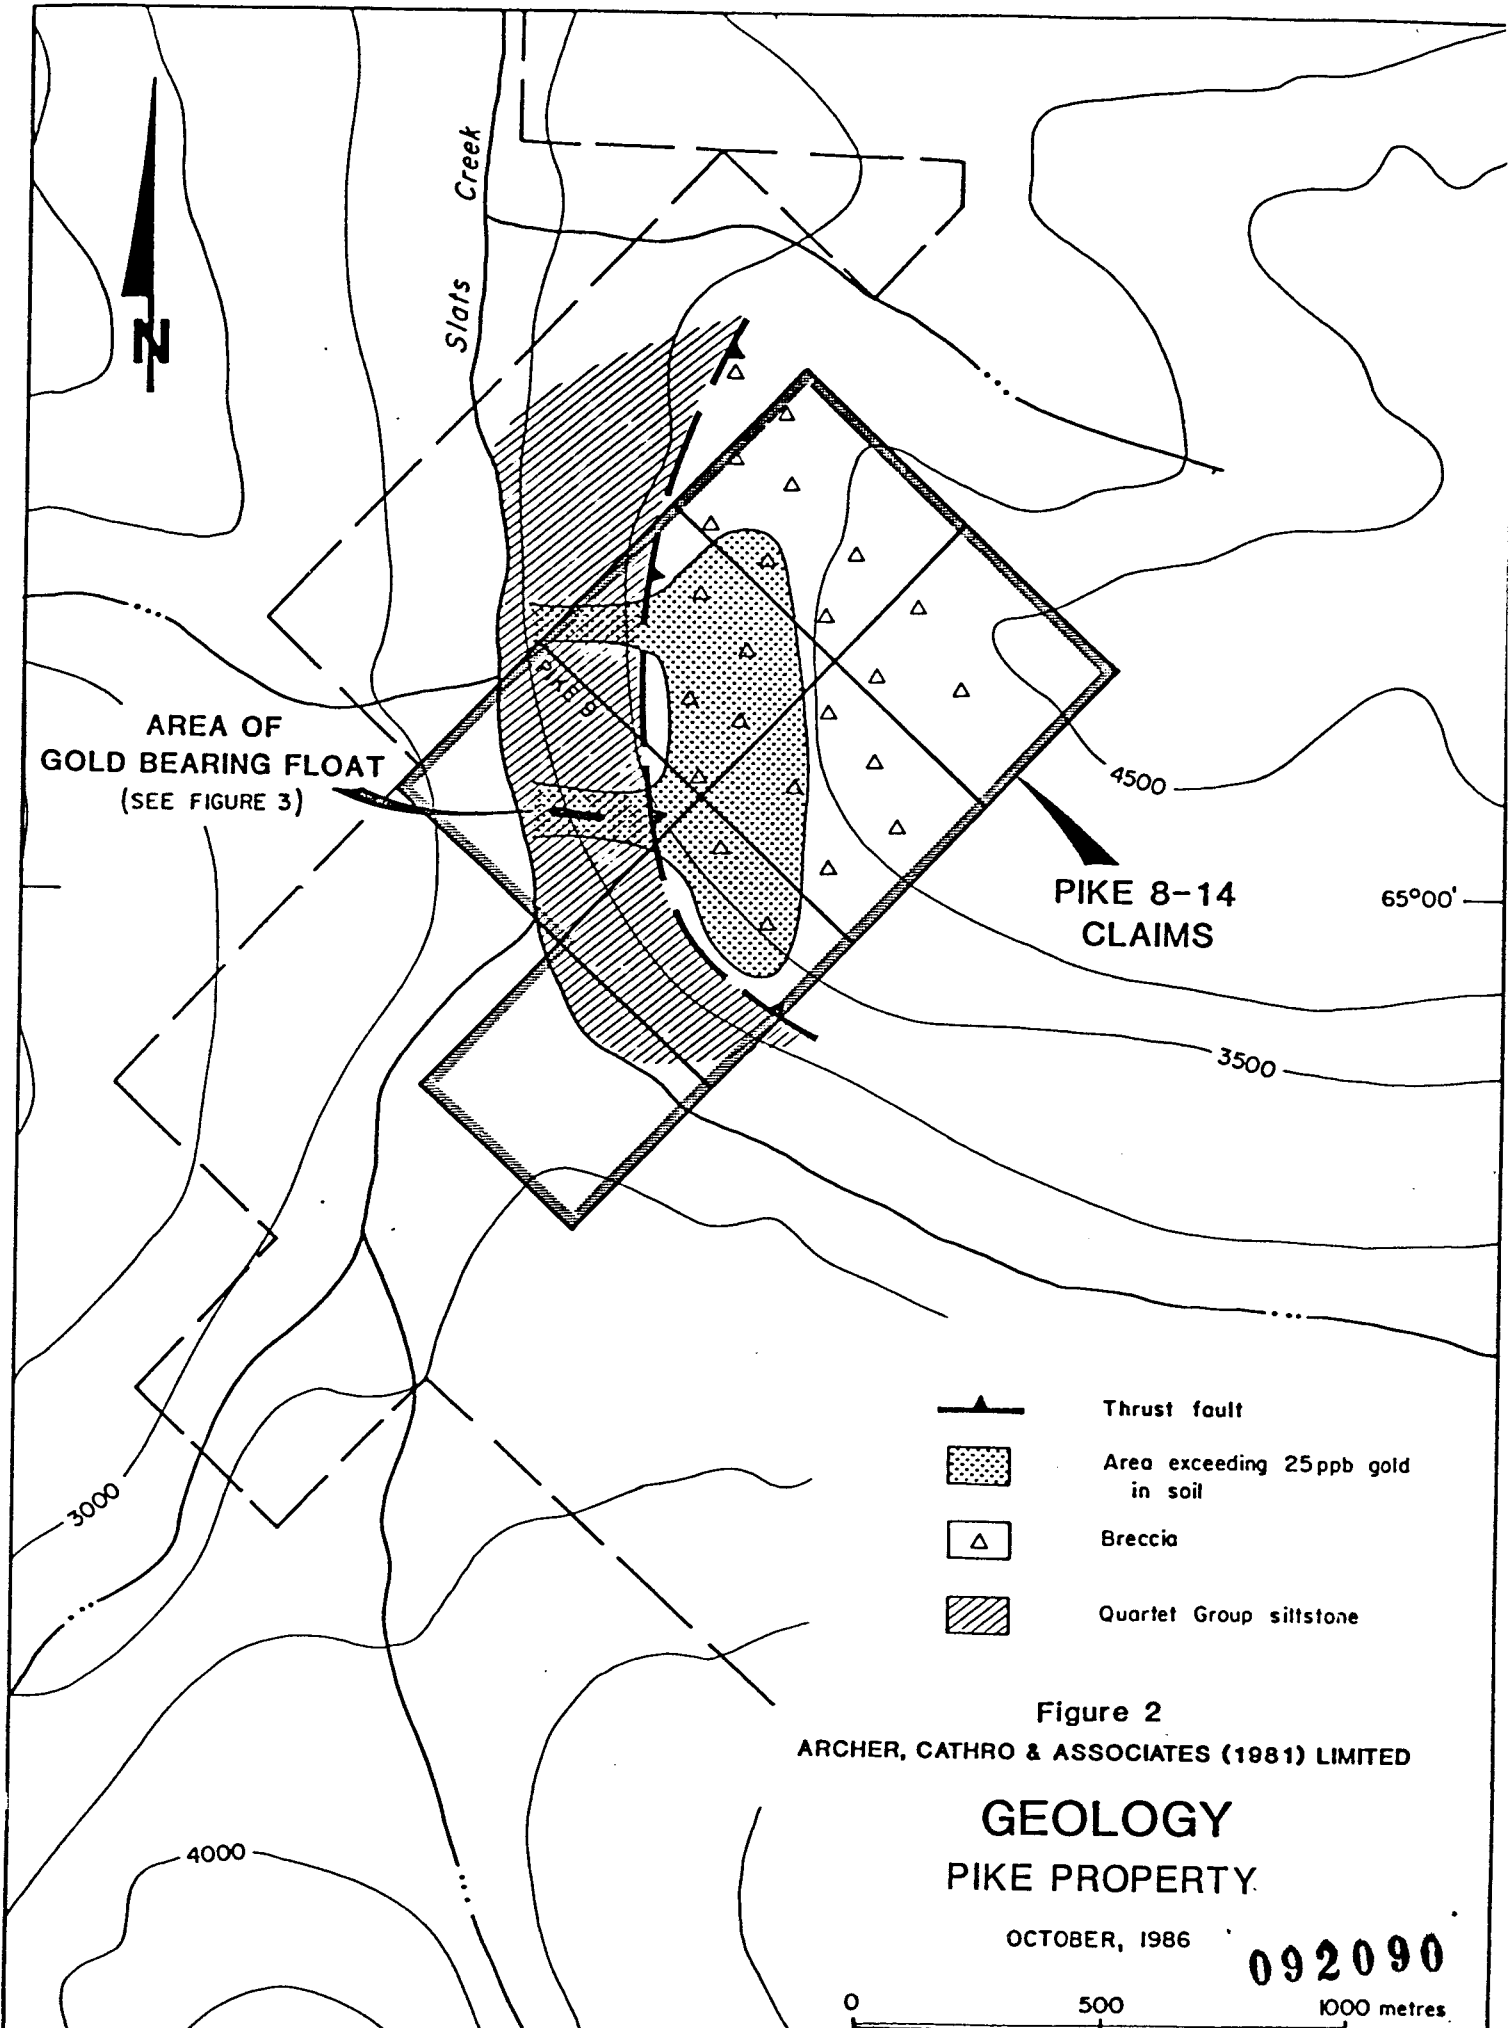 Slats Creek
N
PIKE 8
AREA OF
GOLD BEARING FLOAT
(SEE FIGURE 3)
4500
PIKE 8-14
CLAIMS
65°00'
3500
3000
4000
Thrust fault
Area exceeding 25 ppb gold
in soil
Breccia
Quartet Group siltstone
Figure 2
ARCHER, CATHRO & ASSOCIATES (1981) LIMITED
GEOLOGY
PIKE PROPERTY
OCTOBER, 1986
092090
0 500 1000 metres